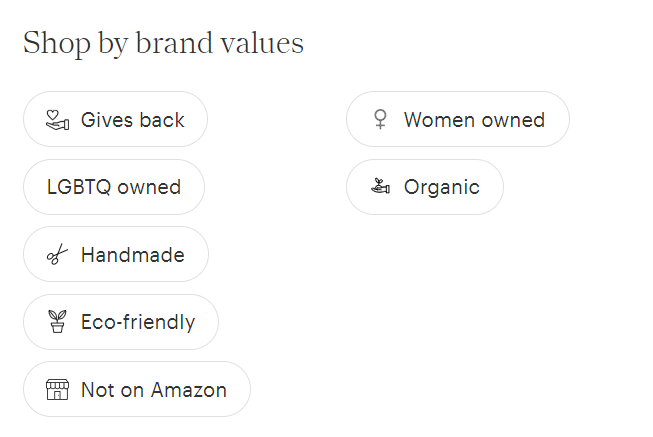 Shop by brand values
Gives back
Women owned
LGBTQ owned
Organic
Handmade
Eco-friendly
Not on Amazon